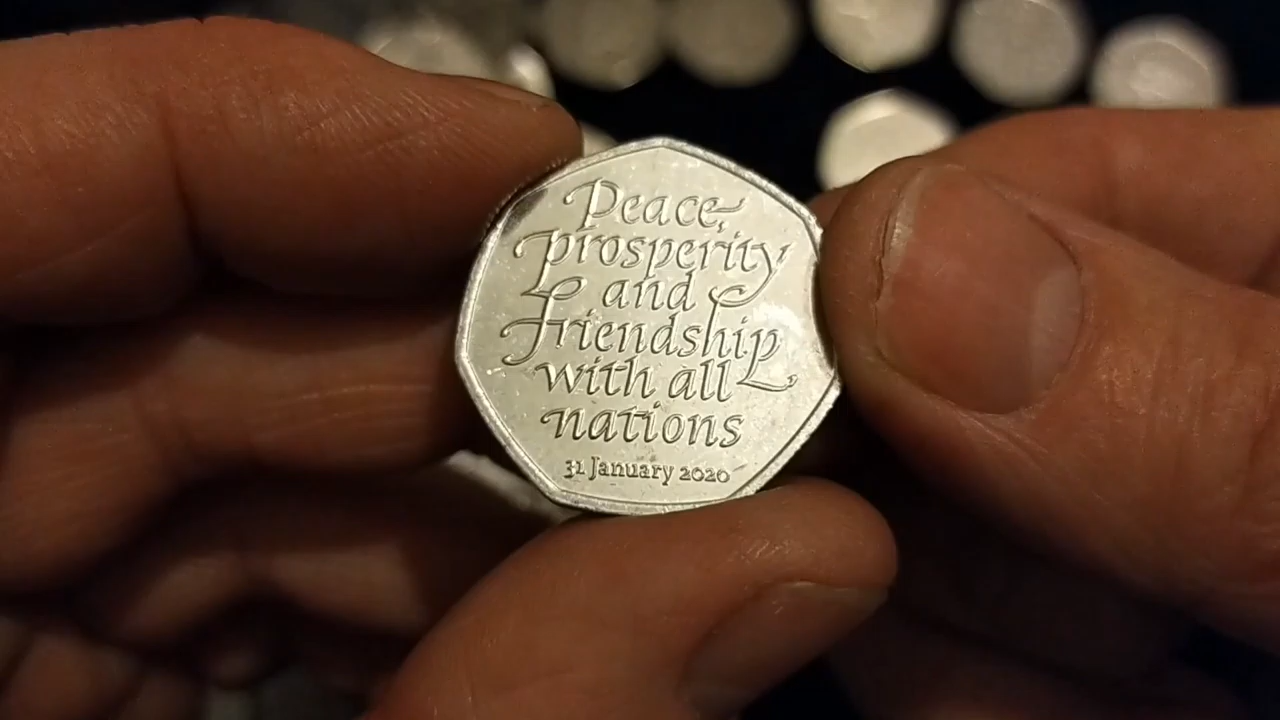 Peace,
prosperity
and
friendship
with all
nations
31 January 2020